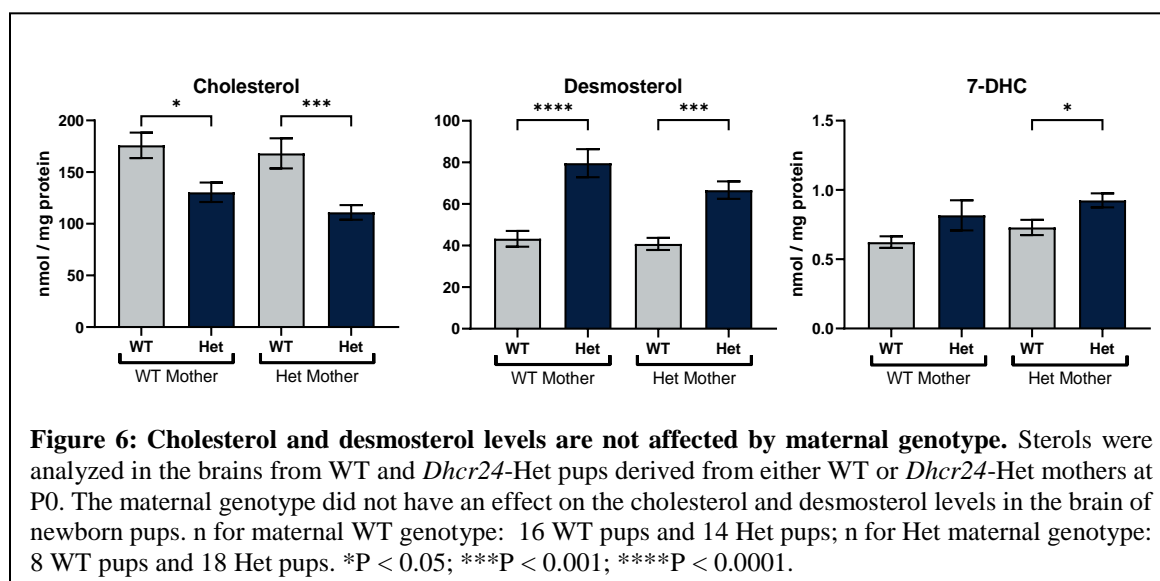 Cholesterol
*
***
nmol / mg protein
200
150
100
50
0
WT
Het
WT
Het
WT Mother
Het Mother
Desmosterol
****
***
100
80
60
40
20
0
WT
Het
WT
Het
WT Mother
Het Mother
7-DHC
*
nmol / mg protein
1.5
1.0
0.5
0.0
WT
Het
WT
Het
WT Mother
Het Mother
Figure 6: Cholesterol and desmosterol levels are not affected by maternal genotype. Sterols were
analyzed in the brains from WT and Dhcr24-Het pups derived from either WT or Dhcr24-Het mothers at
P0. The maternal genotype did not have an effect on the cholesterol and desmosterol levels in the brain of
newborn pups. n for maternal WT genotype: 16 WT pups and 14 Het pups; n for Het maternal genotype:
8 WT pups and 18 Het pups. *P < 0.05; ***P < 0.001; ****P < 0.0001.